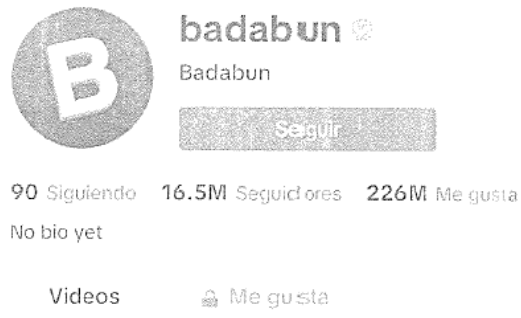 B
badabun
Badabun
Seguir
90 Siguiendo 16.5M Seguidores 226M Me gusta
No bio yet
Videos Me gusta